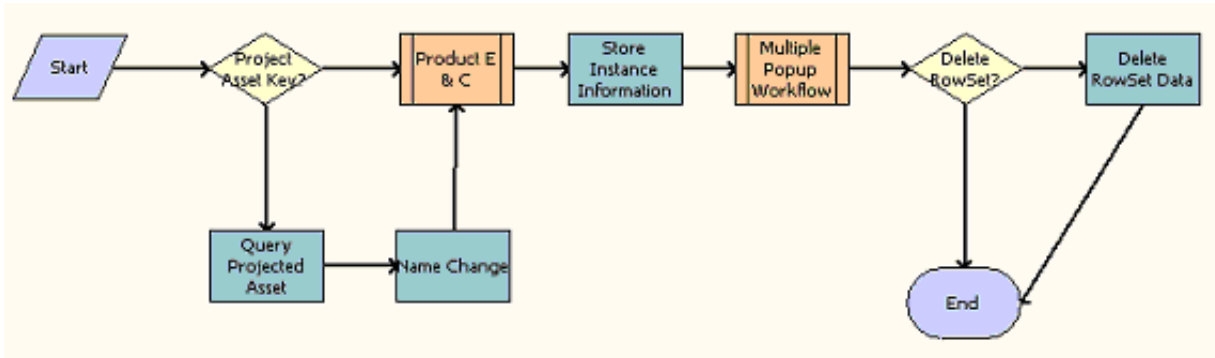 Start
Project
Asset Key?
Product E
& C
Store
Instance
Information
Multiple
Popup
Workflow
Delete
RowSet?
Delete
RowSet Data
Query
Projected
Asset
Name Change
End